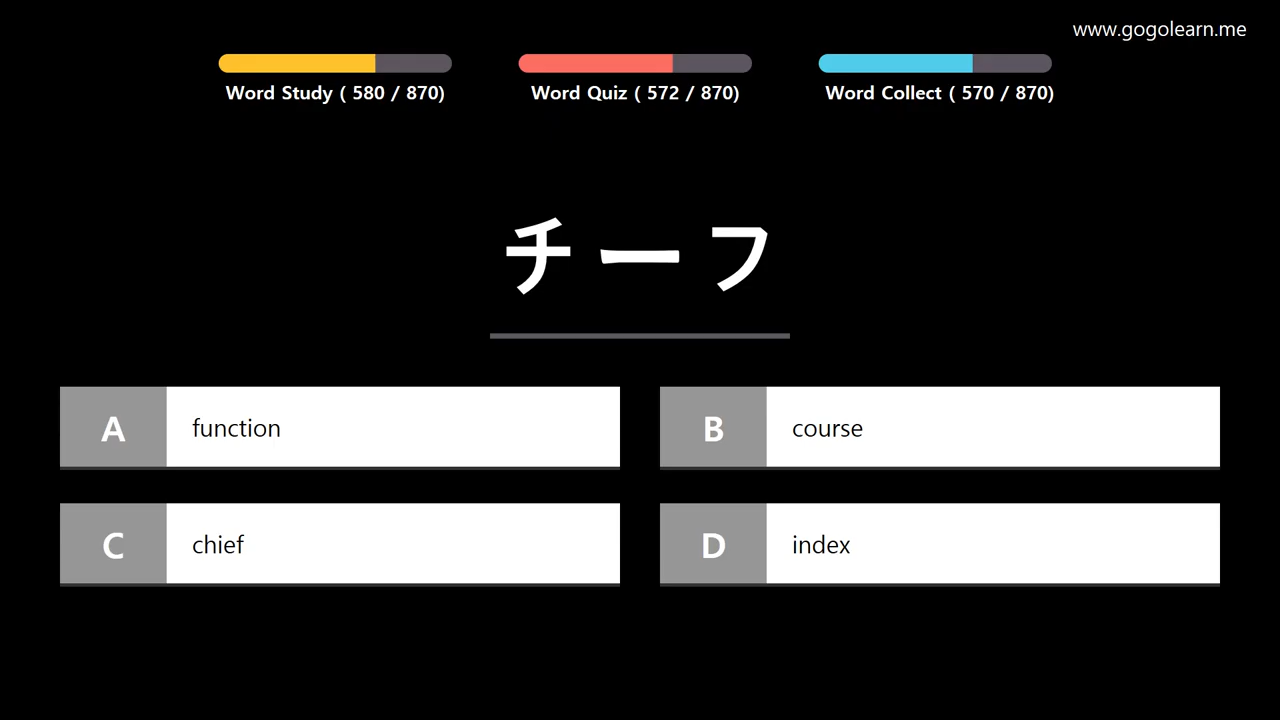 www.gogolearn.me
Word Study ( 580 / 870)
Word Quiz ( 572 / 870)
Word Collect ( 570 / 870)
チーフ
A function
B course
C chief
D index